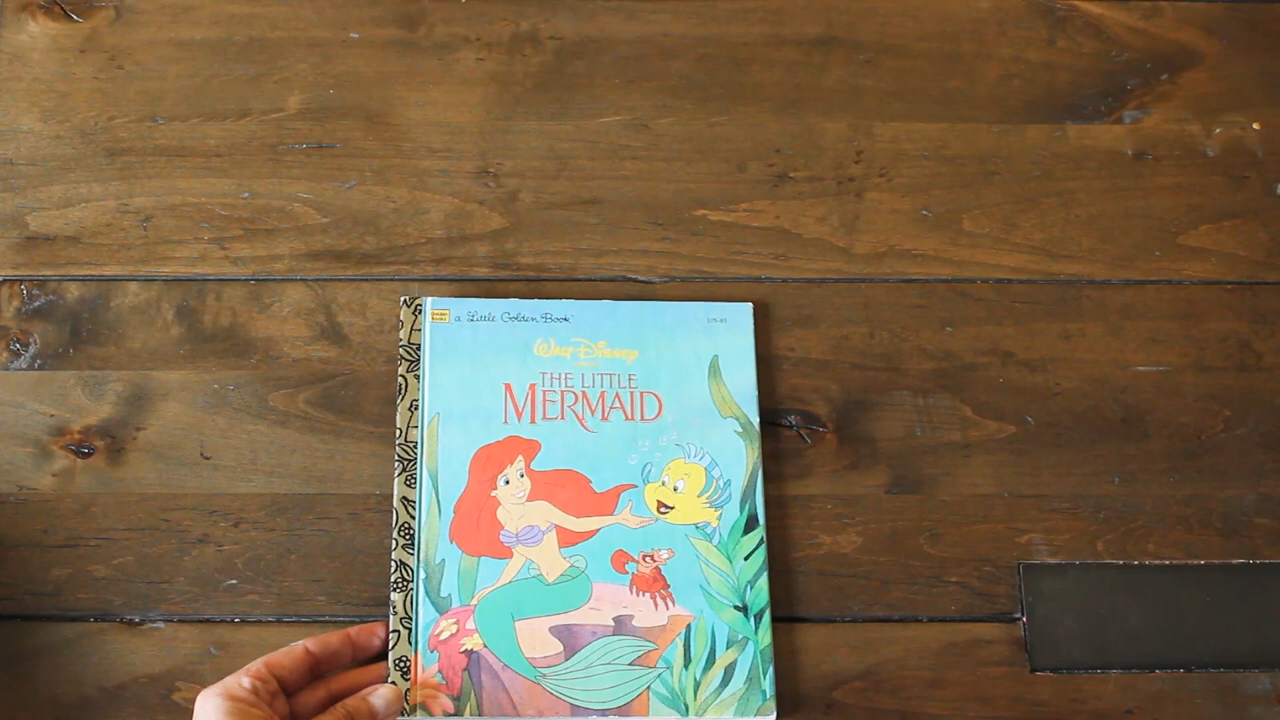 Golden
Books
a Little Golden Book
WALT DISNEY
THE LITTLE
MERMAID